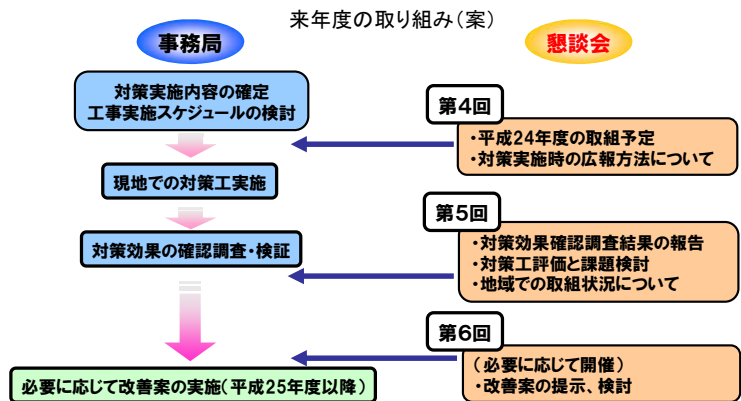 来年度の取り組み（案）
事務局
懇談会
対策実施内容の確定
工事実施スケジュールの検討
第4回
・平成24年度の取組予定
・対策実施時の広報方法について
現地での対策工実施
第5回
・対策効果確認調査結果の報告
・対策工評価と課題検討
・地域での取組状況について
対策効果の確認調査・検証
第6回
（必要に応じて開催）
・改善案の提示、検討
必要に応じて改善案の実施（平成25年度以降）